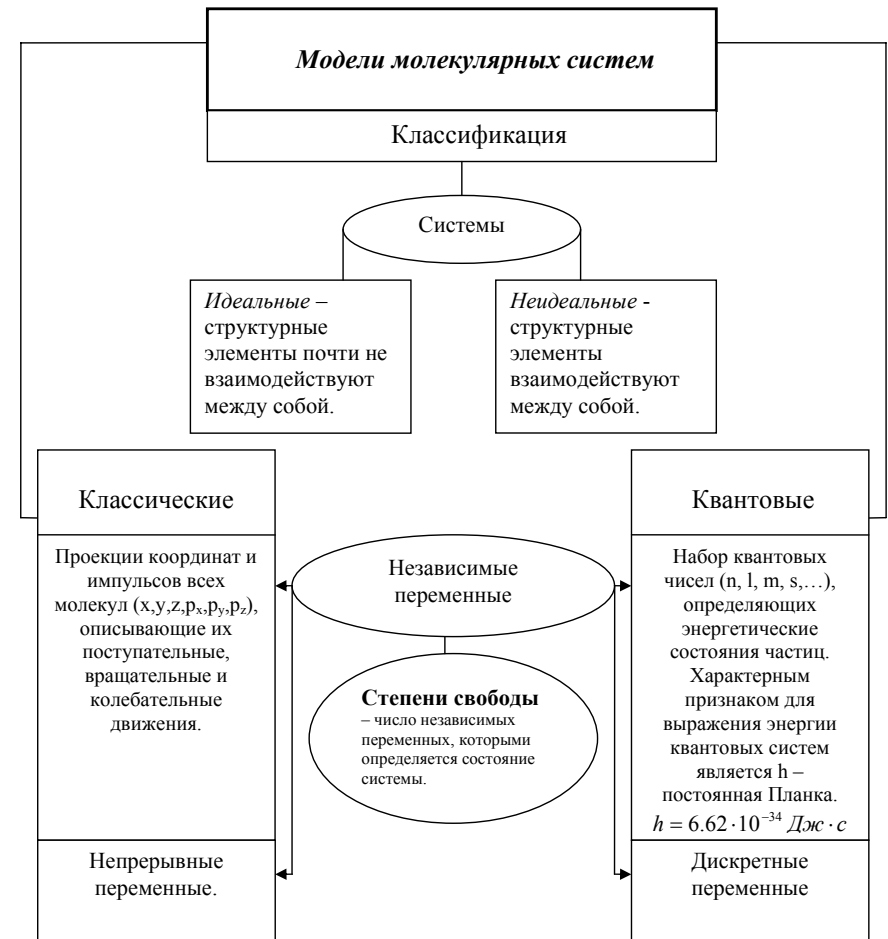 Модели молекулярных систем
Классификация
Системы
Идеальные –
структурные
элементы почти не
взаимодействуют
между собой.
Неидеальные -
структурные
элементы
взаимодействуют
между собой.
Классические
Проекции координат и
импульсов всех
молекул (x,y,z,pₓ,p_y,p_z),
описывающие их
поступательные,
вращательные и
колебательные
движения.
Непрерывные
переменные.
Независимые
переменные
Степени свободы
– число независимых
переменных, которыми
определяется состояние
системы.
Квантовые
Набор квантовых
чисел (n, l, m, s,…),
определяющих
энергетические
состояния частиц.
Характерным
признаком для
выражения энергии
квантовых систем
является h –
постоянная Планка.
h = 6.62·10⁻³⁴ Дж·с
Дискретные
переменные